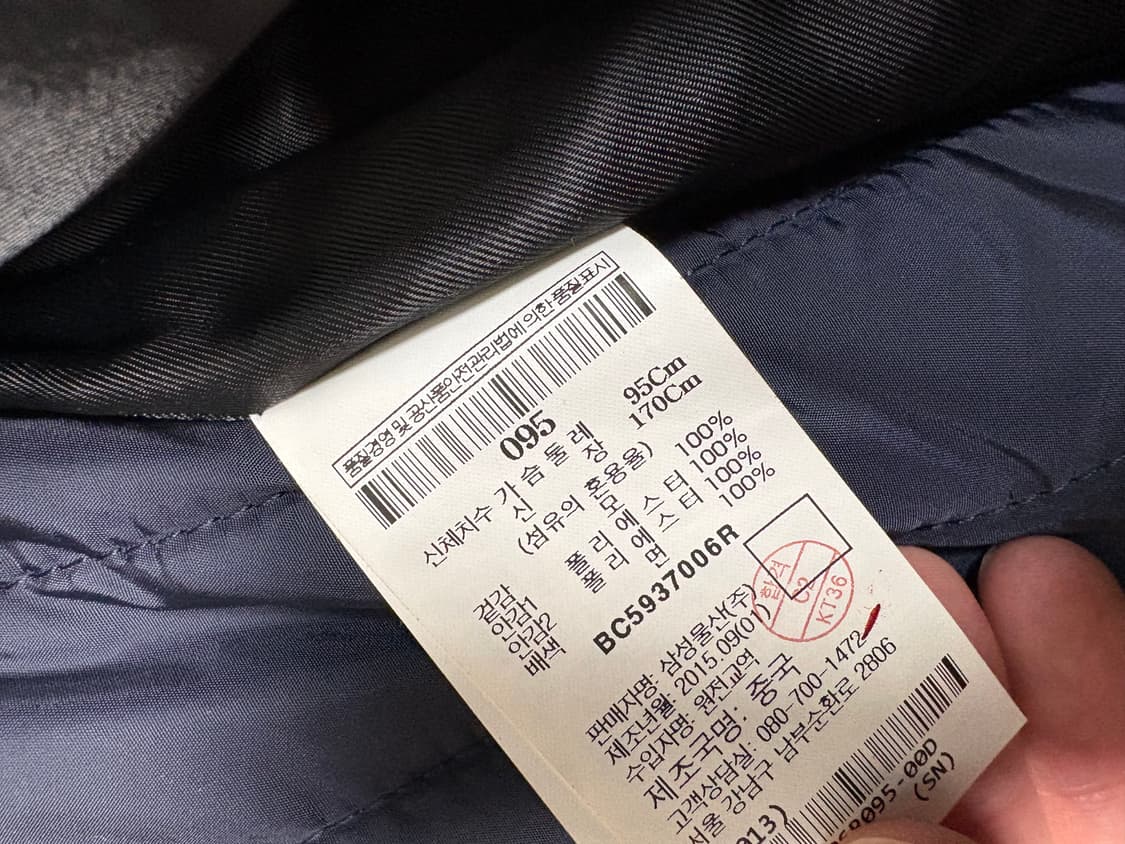 품질경영 및 공산품안전관리법에 의한 품질표시
095
신체치수 가슴둘레 95Cm
신 장 170Cm
(섬유의 혼용율)
겉감 모 100%
안감1 폴리에스터 100%
안감2 폴리에스터 100%
배색 면 100%
BC5937006R
합격
C2
KT36
판매자명: 삼성물산(주)
제조년월: 2015.09(01)
수입자명: 원전교역
제조국명: 중국
고객상담실: 080-700-1472
서울 강남구 남부순환로 2806
013)
68095-00D
(SN)